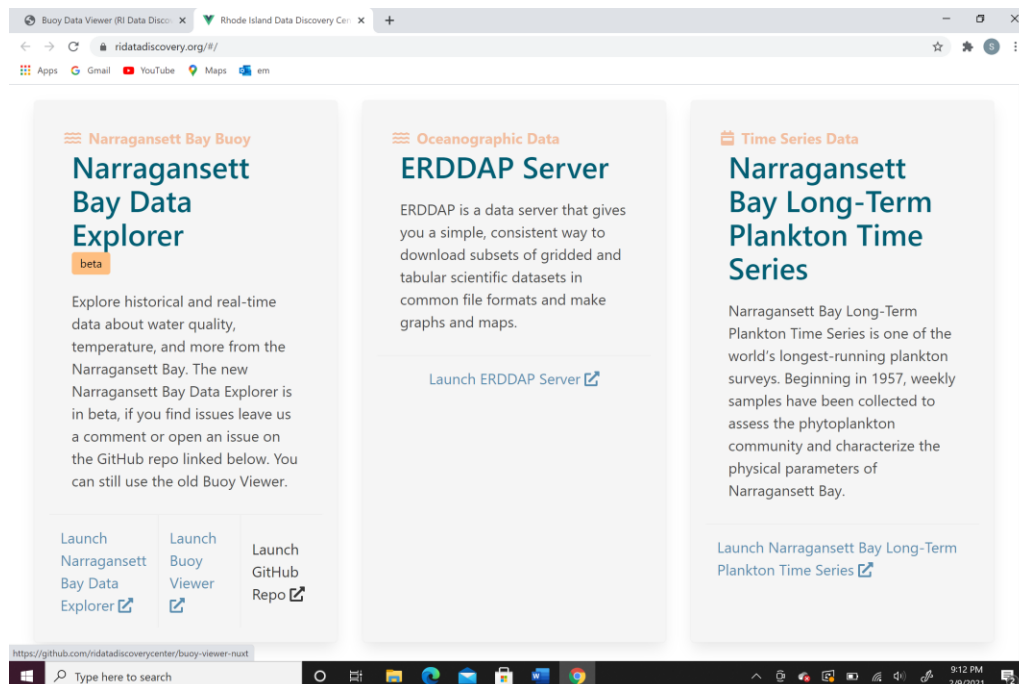 Buoy Data Viewer (RI Data Disco
Rhode Island Data Discovery Cen
ridatadiscovery.org/#/
S
Apps
Gmail
YouTube
Maps
em
Narragansett Bay Buoy
Narragansett
Bay Data
Explorer
beta
Explore historical and real-time
data about water quality,
temperature, and more from the
Narragansett Bay. The new
Narragansett Bay Data Explorer is
in beta, if you find issues leave us
a comment or open an issue on
the GitHub repo linked below. You
can still use the old Buoy Viewer.
Launch
Narragansett
Bay Data
Explorer
Launch
Buoy
Viewer
Launch
GitHub
Repo
Oceanographic Data
ERDDAP Server
ERDDAP is a data server that gives
you a simple, consistent way to
download subsets of gridded and
tabular scientific datasets in
common file formats and make
graphs and maps.
Launch ERDDAP Server
Time Series Data
Narragansett
Bay Long-Term
Plankton Time
Series
Narragansett Bay Long-Term
Plankton Time Series is one of the
world's longest-running plankton
surveys. Beginning in 1957, weekly
samples have been collected to
assess the phytoplankton
community and characterize the
physical parameters of
Narragansett Bay.
Launch Narragansett Bay Long-Term
Plankton Time Series
https://github.com/ridatadiscoverycenter/buoy-viewer-nuxt
Type here to search
9:12 PM
2/9/2021